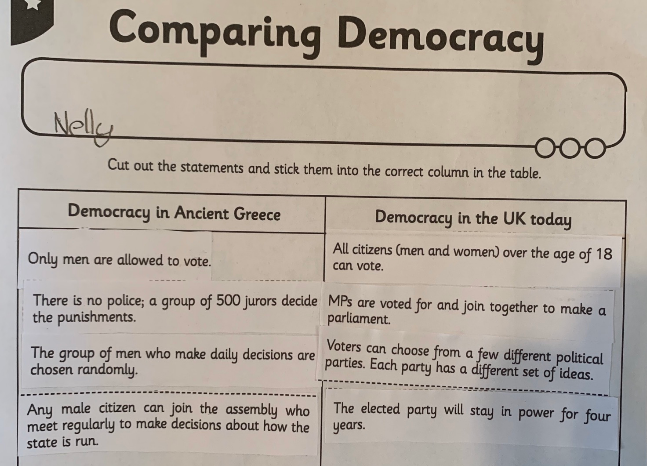 Comparing Democracy
Nelly
Cut out the statements and stick them into the correct column in the table.
Democracy in Ancient Greece
Only men are allowed to vote.
There is no police; a group of 500 jurors decide
the punishments.
The group of men who make daily decisions are
chosen randomly.
Any male citizen can join the assembly who
meet regularly to make decisions about how the
state is run.
Democracy in the UK today
All citizens (men and women) over the age of 18
can vote.
MPs are voted for and join together to make a
parliament.
Voters can choose from a few different political
parties. Each party has a different set of ideas.
The elected party will stay in power for four
years.